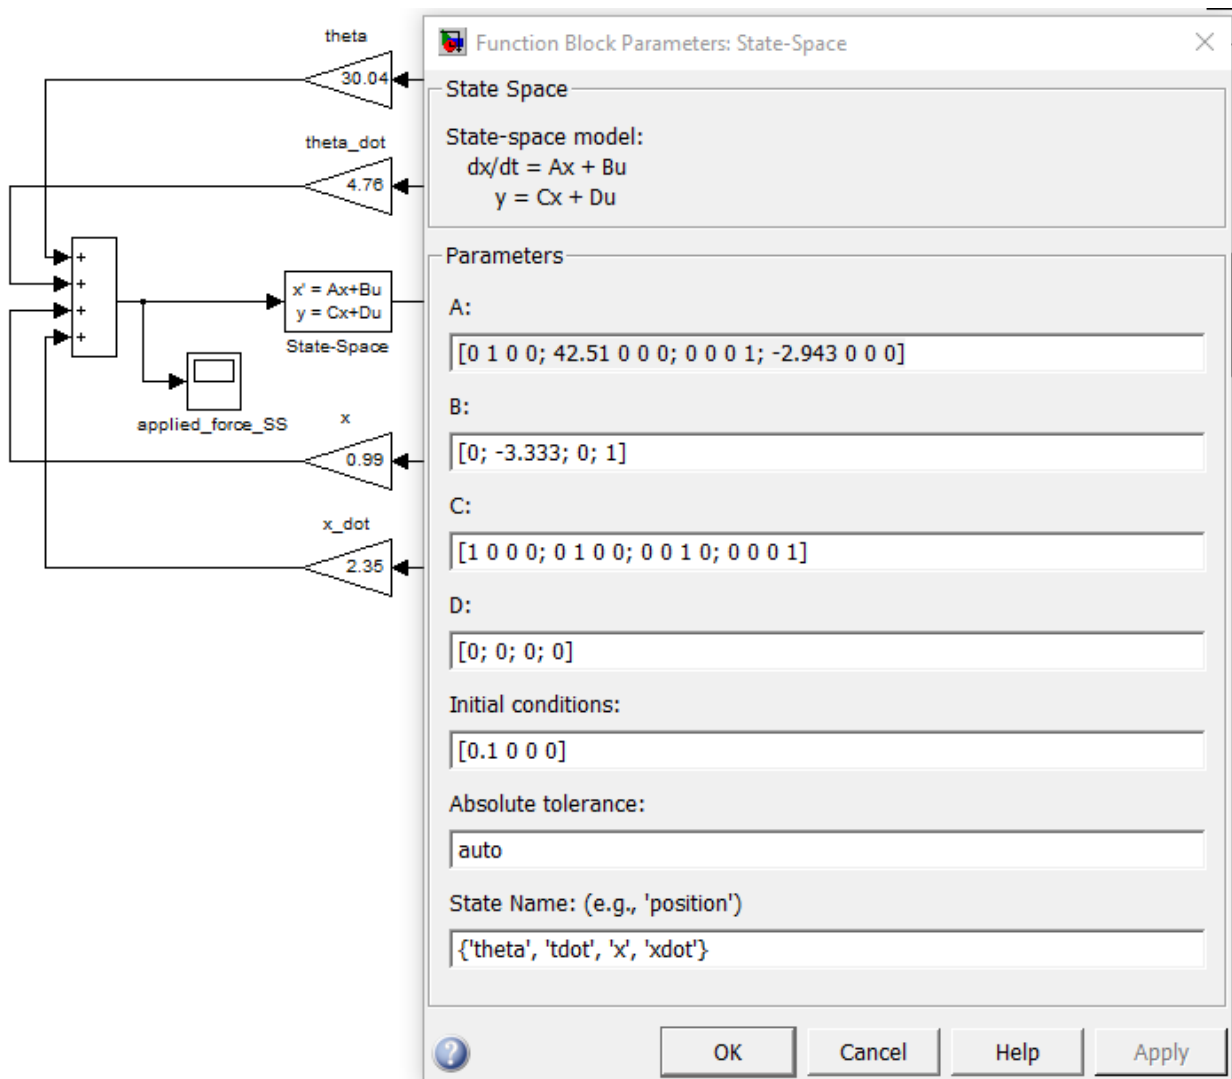 theta
30.04
theta_dot
4.76
+
+
+
+
x' = Ax+Bu
y = Cx+Du
State-Space
applied_force_SS
x
0.99
x_dot
2.35
Function Block Parameters: State-Space
State Space
State-space model:
dx/dt = Ax + Bu
y = Cx + Du
Parameters
A:
[0 1 0 0; 42.51 0 0 0; 0 0 0 1; -2.943 0 0 0]
B:
[0; -3.333; 0; 1]
C:
[1 0 0 0; 0 1 0 0; 0 0 1 0; 0 0 0 1]
D:
[0; 0; 0; 0]
Initial conditions:
[0.1 0 0 0]
Absolute tolerance:
auto
State Name: (e.g., 'position')
{'theta', 'tdot', 'x', 'xdot'}
?
OK
Cancel
Help
Apply